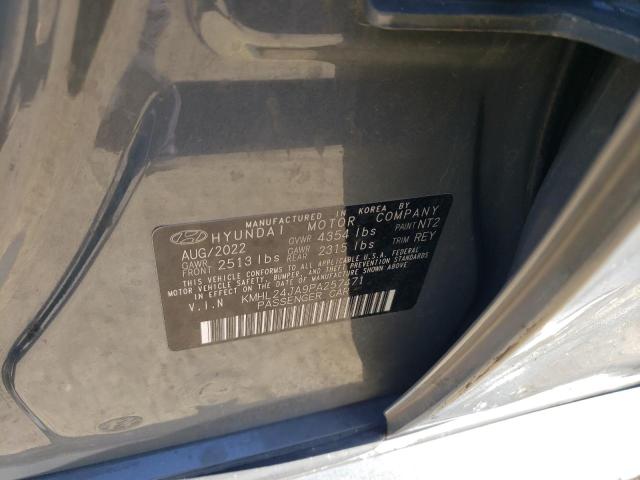 MANUFACTURED IN KOREA BY
HYUNDAI MOTOR COMPANY
AUG/2022 GVWR 4354 lbs PAINT NT2
GAWR FRONT 2513 lbs GAWR REAR 2315 lbs TRIM REY
THIS VEHICLE CONFORMS TO ALL APPLICABLE U.S.A. FEDERAL
MOTOR VEHICLE SAFETY, BUMPER, AND THEFT PREVENTION STANDARDS
IN EFFECT ON THE DATE OF MANUFACTURE SHOWN ABOVE.
V.I.N KMHL24JA9PA257471
PASSENGER CAR